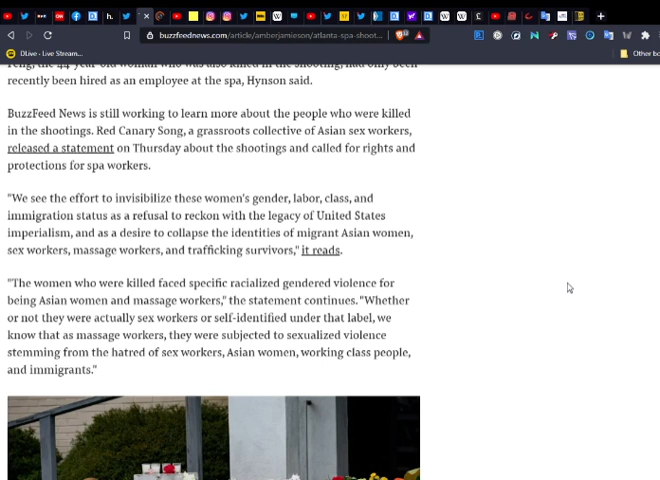 buzzfeednews.com/article/amberjamieson/atlanta-spa-shoot...
DLive - Live Stream...
Other bo
Feng, the 44-year-old woman who was also killed in the shooting, had only been
recently been hired as an employee at the spa, Hynson said.
BuzzFeed News is still working to learn more about the people who were killed
in the shootings. Red Canary Song, a grassroots collective of Asian sex workers,
released a statement on Thursday about the shootings and called for rights and
protections for spa workers.
"We see the effort to invisibilize these women's gender, labor, class, and
immigration status as a refusal to reckon with the legacy of United States
imperialism, and as a desire to collapse the identities of migrant Asian women,
sex workers, massage workers, and trafficking survivors," it reads.
"The women who were killed faced specific racialized gendered violence for
being Asian women and massage workers," the statement continues. "Whether
or not they were actually sex workers or self-identified under that label, we
know that as massage workers, they were subjected to sexualized violence
stemming from the hatred of sex workers, Asian women, working class people,
and immigrants."